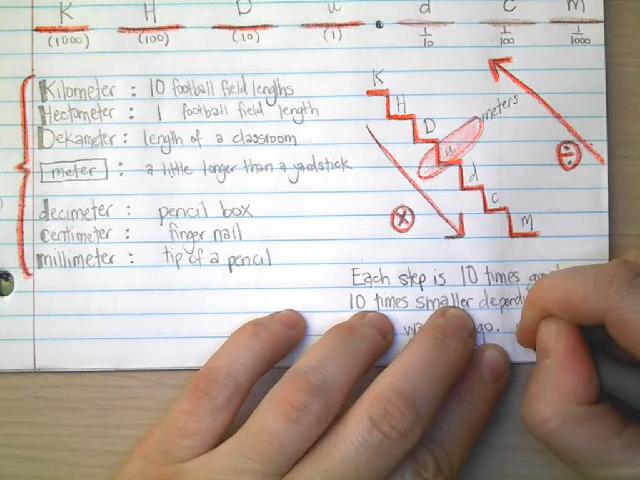 K H D u . d c M
(1000) (100) (10) (1) 1/10 1/100 1/1000
Kilometer : 10 football field lengths
Hectometer : 1 football field length
DeKameter : length of a classroom
meter : a little longer than a yardstick
decimeter : pencil box
centimeter : finger nail
millimeter : tip of a pencil
K
H
D
u
meters
d
c
M
÷
x
Each step is 10 times
10 times smaller
go.